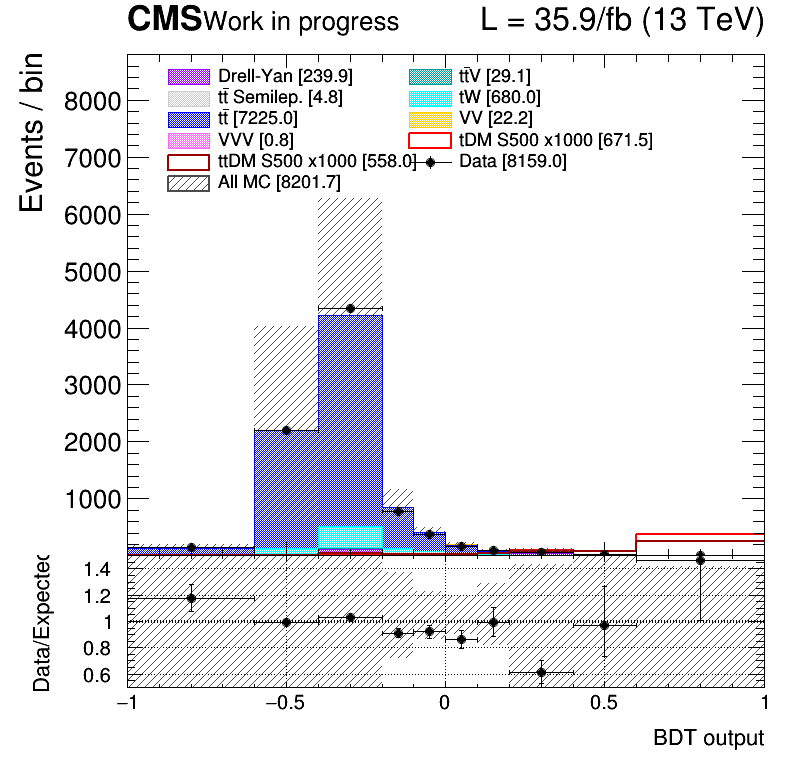 CMS Work in progress L = 35.9/fb (13 TeV)
Events / bin
8000
7000
6000
5000
4000
3000
2000
1000
Drell-Yan [239.9]
tt̄ Semilep. [4.8]
tt̄ [7225.0]
VVV [0.8]
ttDM S500 x1000 [558.0]
All MC [8201.7]
tt̄V [29.1]
tW [680.0]
VV [22.2]
tDM S500 x1000 [671.5]
Data [8159.0]
Data/Expected
1.4
1.2
1
0.8
0.6
−1 −0.5 0 0.5 1
BDT output